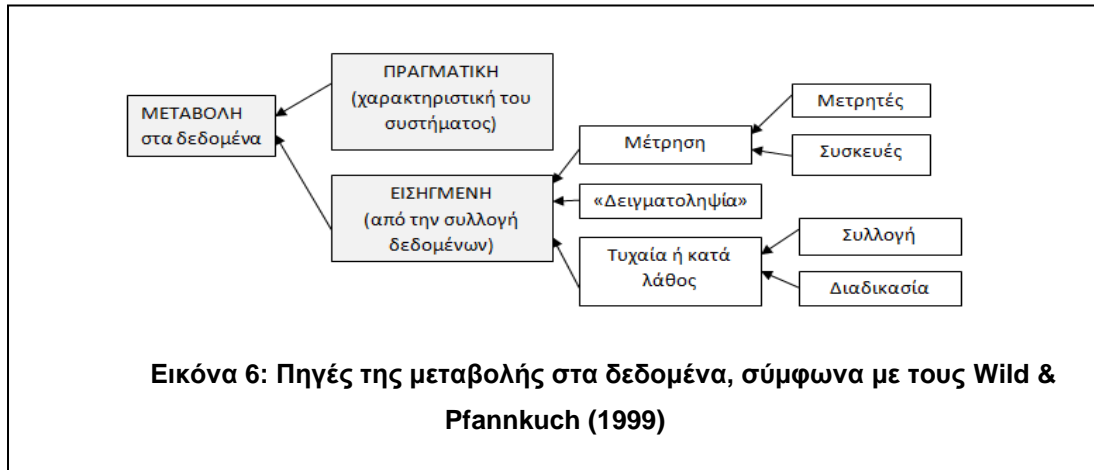 ΜΕΤΑΒΟΛΗ
στα δεδομένα
ΠΡΑΓΜΑΤΙΚΗ
(χαρακτηριστική του
συστήματος)
ΕΙΣΗΓΜΕΝΗ
(από την συλλογή
δεδομένων)
Μέτρηση
«Δειγματοληψία»
Τυχαία ή κατά
λάθος
Μετρητές
Συσκευές
Συλλογή
Διαδικασία
Εικόνα 6: Πηγές της μεταβολής στα δεδομένα, σύμφωνα με τους Wild &
Pfannkuch (1999)